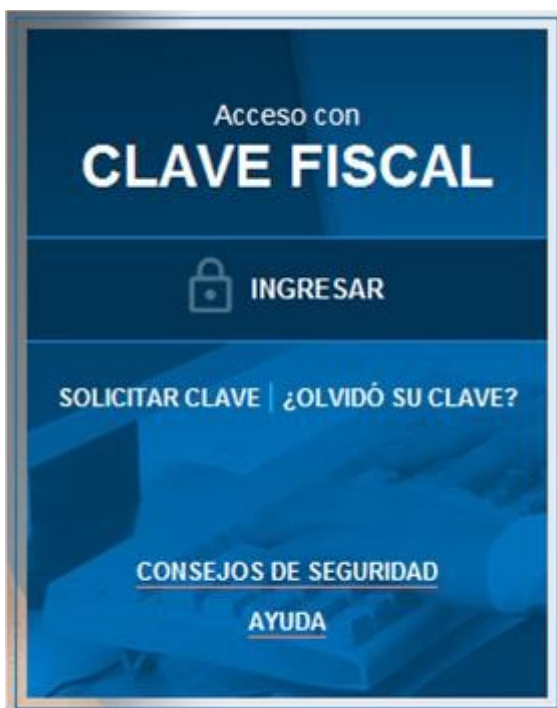 Acceso con
CLAVE FISCAL
INGRESAR
SOLICITAR CLAVE | ¿OLVIDÓ SU CLAVE?
CONSEJOS DE SEGURIDAD
AYUDA